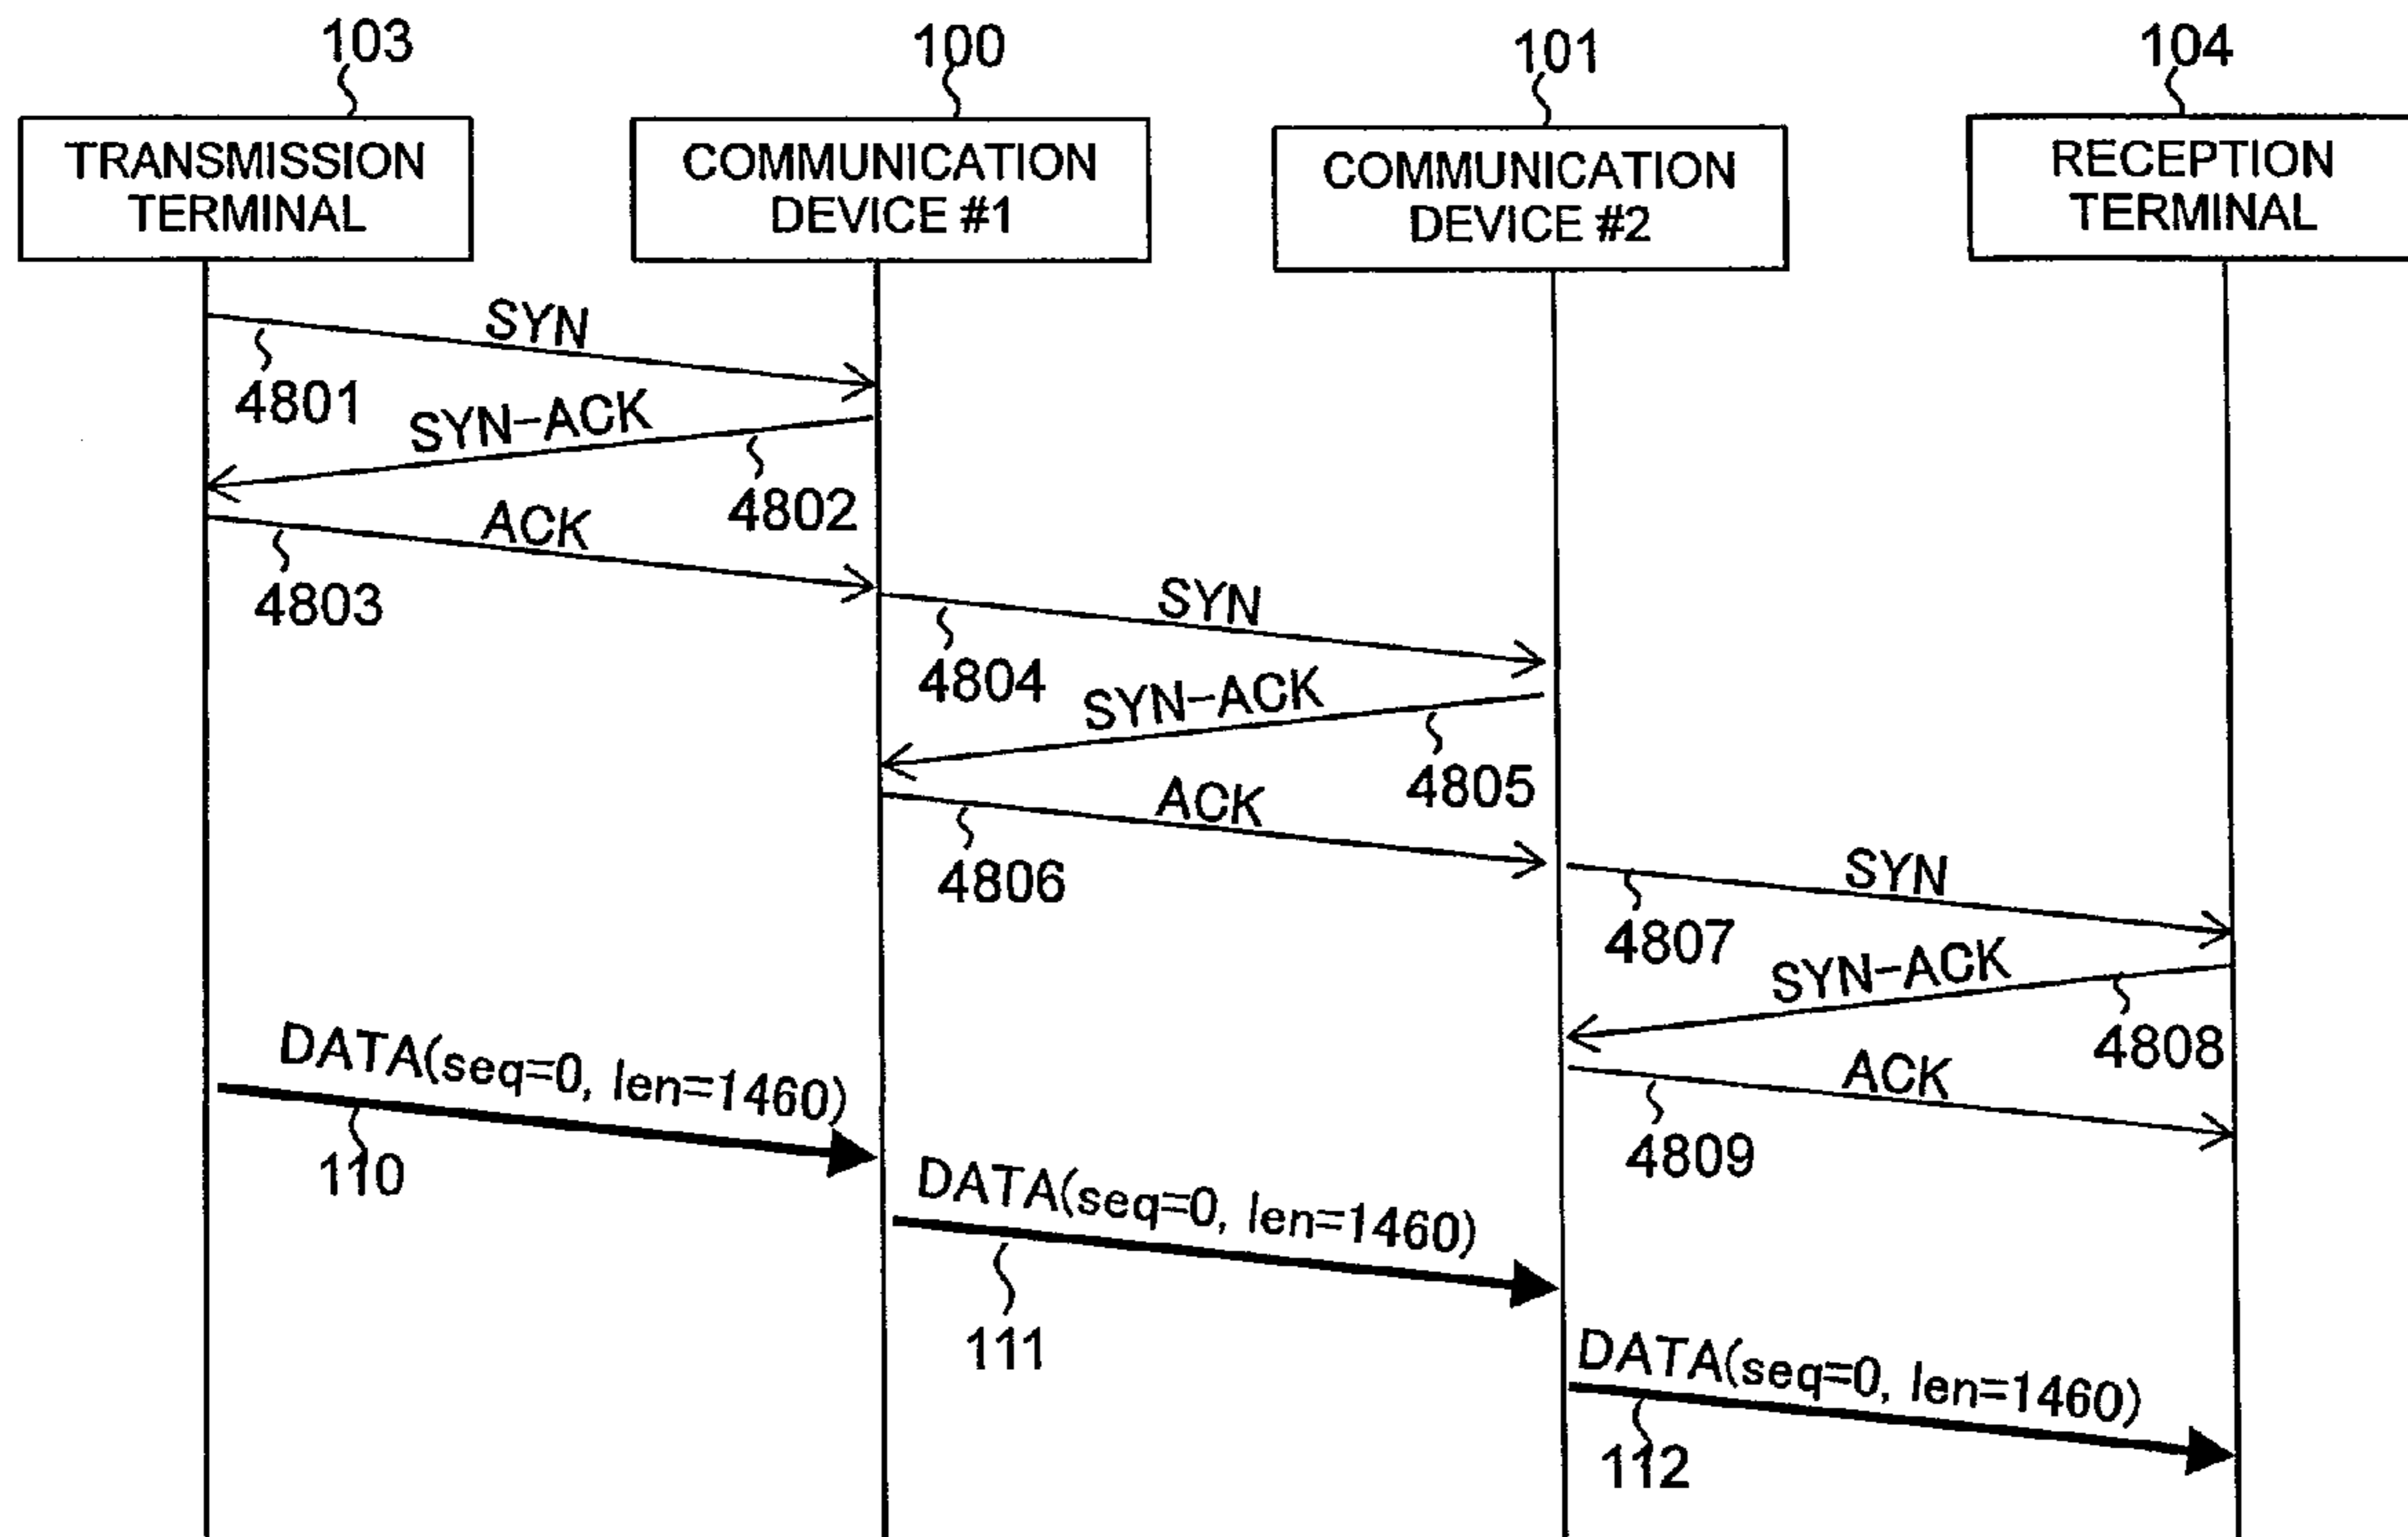 103
100
101
104
TRANSMISSION
TERMINAL
COMMUNICATION
DEVICE #1
COMMUNICATION
DEVICE #2
RECEPTION
TERMINAL
SYN
4801
SYN-ACK
4802
ACK
4803
SYN
4804
SYN-ACK
4805
ACK
4806
SYN
4807
SYN-ACK
4808
ACK
4809
DATA(seq=0, len=1460)
110
DATA(seq=0, len=1460)
111
DATA(seq=0, len=1460)
112